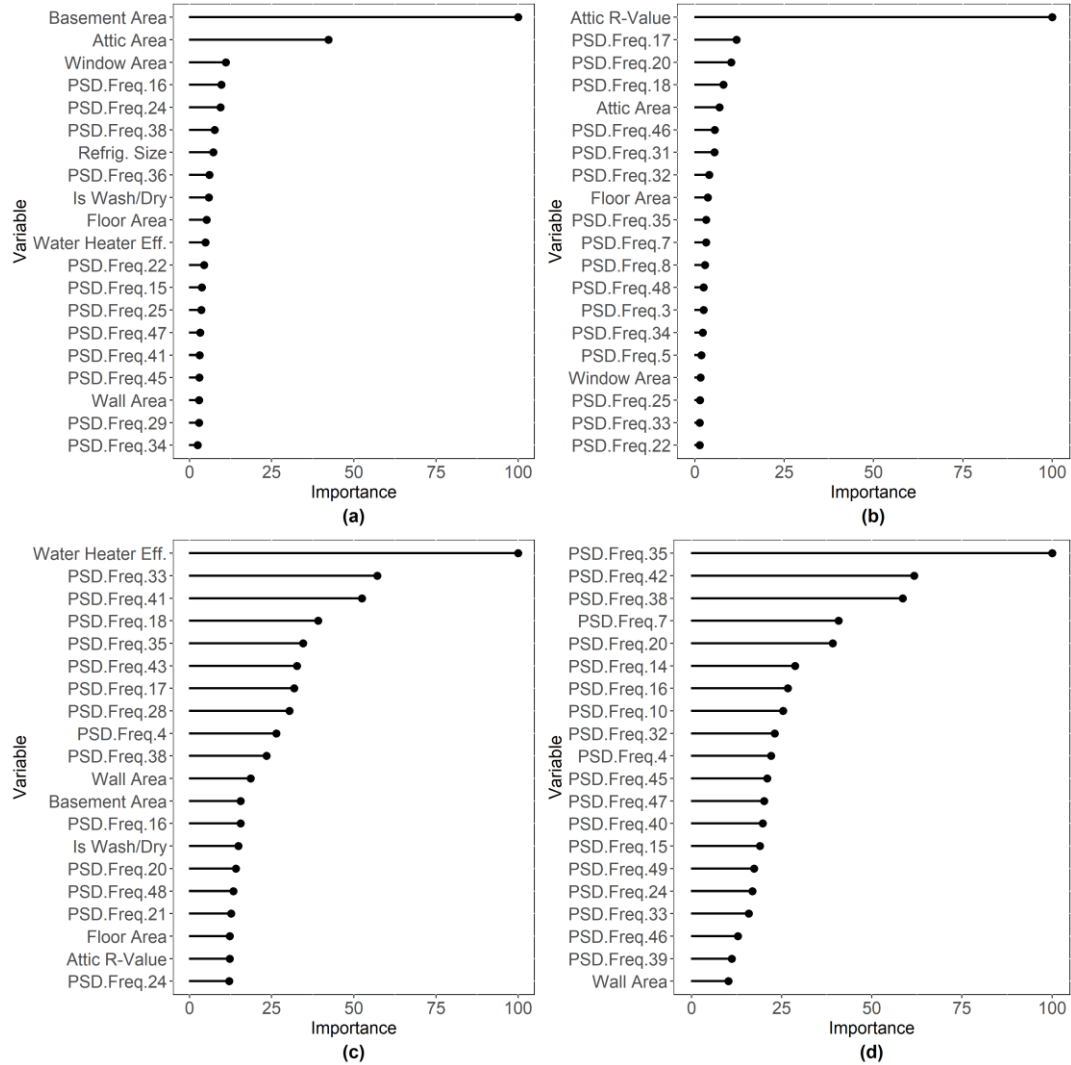 Basement Area
Attic Area
Window Area
PSD.Freq.16
PSD.Freq.24
PSD.Freq.38
Refrig. Size
PSD.Freq.36
Is Wash/Dry
Floor Area
Water Heater Eff.
PSD.Freq.22
PSD.Freq.15
PSD.Freq.25
PSD.Freq.47
PSD.Freq.41
PSD.Freq.45
Wall Area
PSD.Freq.29
PSD.Freq.34
Variable
0 25 50 75 100
Importance
(a)
Attic R-Value
PSD.Freq.17
PSD.Freq.20
PSD.Freq.18
Attic Area
PSD.Freq.46
PSD.Freq.31
PSD.Freq.32
Floor Area
PSD.Freq.35
PSD.Freq.7
PSD.Freq.8
PSD.Freq.48
PSD.Freq.3
PSD.Freq.34
PSD.Freq.5
Window Area
PSD.Freq.25
PSD.Freq.33
PSD.Freq.22
Variable
0 25 50 75 100
Importance
(b)
Water Heater Eff.
PSD.Freq.33
PSD.Freq.41
PSD.Freq.18
PSD.Freq.35
PSD.Freq.43
PSD.Freq.17
PSD.Freq.28
PSD.Freq.4
PSD.Freq.38
Wall Area
Basement Area
PSD.Freq.16
Is Wash/Dry
PSD.Freq.20
PSD.Freq.48
PSD.Freq.21
Floor Area
Attic R-Value
PSD.Freq.24
Variable
0 25 50 75 100
Importance
(c)
PSD.Freq.35
PSD.Freq.42
PSD.Freq.38
PSD.Freq.7
PSD.Freq.20
PSD.Freq.14
PSD.Freq.16
PSD.Freq.10
PSD.Freq.32
PSD.Freq.4
PSD.Freq.45
PSD.Freq.47
PSD.Freq.40
PSD.Freq.15
PSD.Freq.49
PSD.Freq.24
PSD.Freq.33
PSD.Freq.46
PSD.Freq.39
Wall Area
Variable
0 25 50 75 100
Importance
(d)